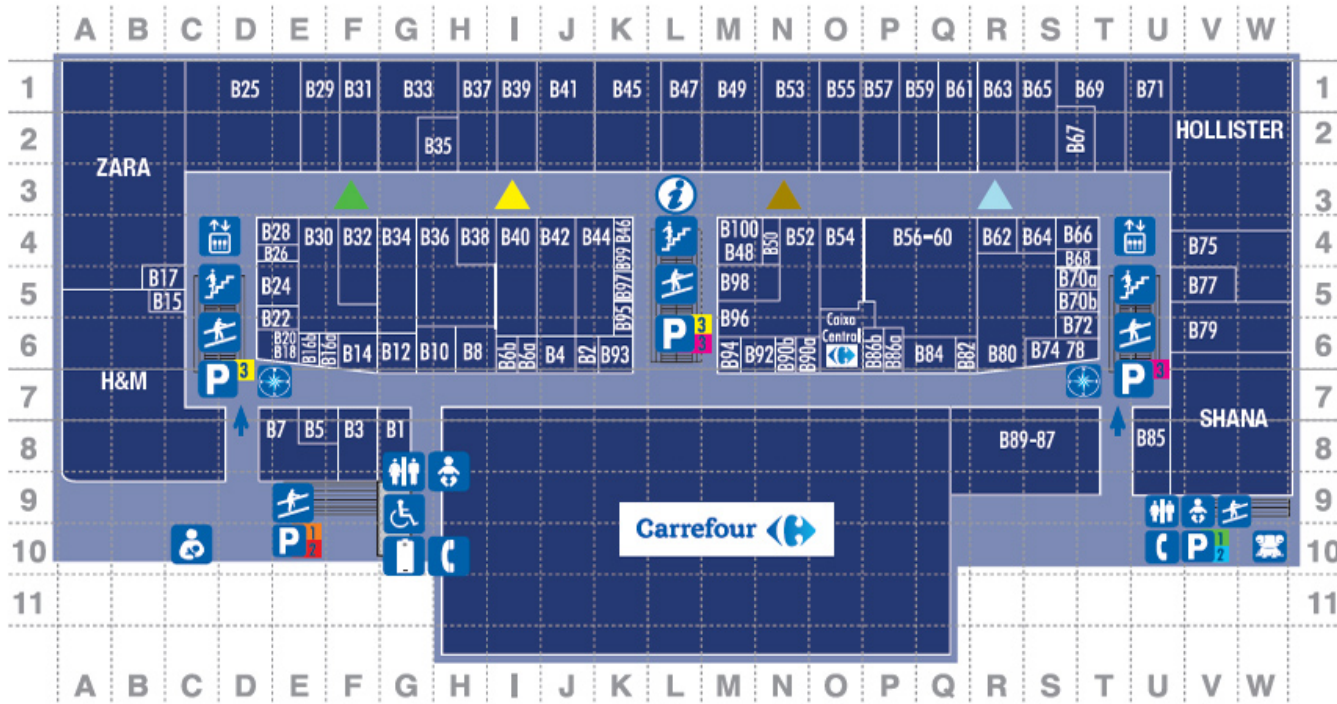 A B C D E F G H I J K L M N O P Q R S T U V W
1 B25 B29 B31 B33 B37 B39 B41 B45 B47 B49 B53 B55 B57 B59 B61 B63 B65 B69 B71 1
2 B35 B67 HOLLISTER 2
ZARA
3 3
4 B28 B30 B32 B34 B36 B38 B40 B42 B44 B46 B100 B50 B52 B54 B56-60 B62 B64 B66 4
B26 B99 B48 B68 B75
B17 B97 B98 B70a
5 B15 B24 B95 B70b B77 5
B22 B96 B72 B79
6 B20 B16b B16a B14 B12 B10 B8 B6b B6a B4 B2 B93 P 3 3 B94 B92 B90b B90a Caixa Central B86b B86a B84 B82 B80 B74 78 6
B18
H&M P 3 P 3
7 7
SHANA
8 B7 B5 B3 B1 B89-87 B85 8
9 Carrefour 9
10 P 1 2 P 1 2 10
11 11
A B C D E F G H I J K L M N O P Q R S T U V W